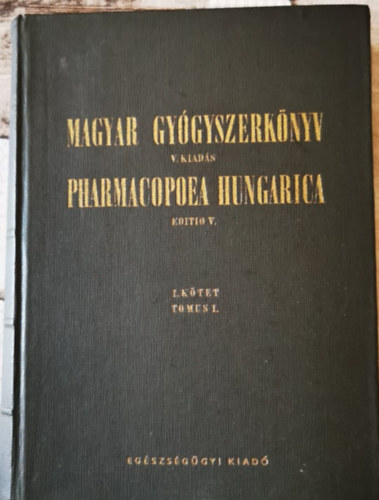 MAGYAR GYÓGYSZERKÖNYV
V. KIADÁS
PHARMACOPOEA HUNGARICA
EDITIO V.
I. KÖTET
TOMUS I.
EGÉSZSÉGÜGYI KIADÓ